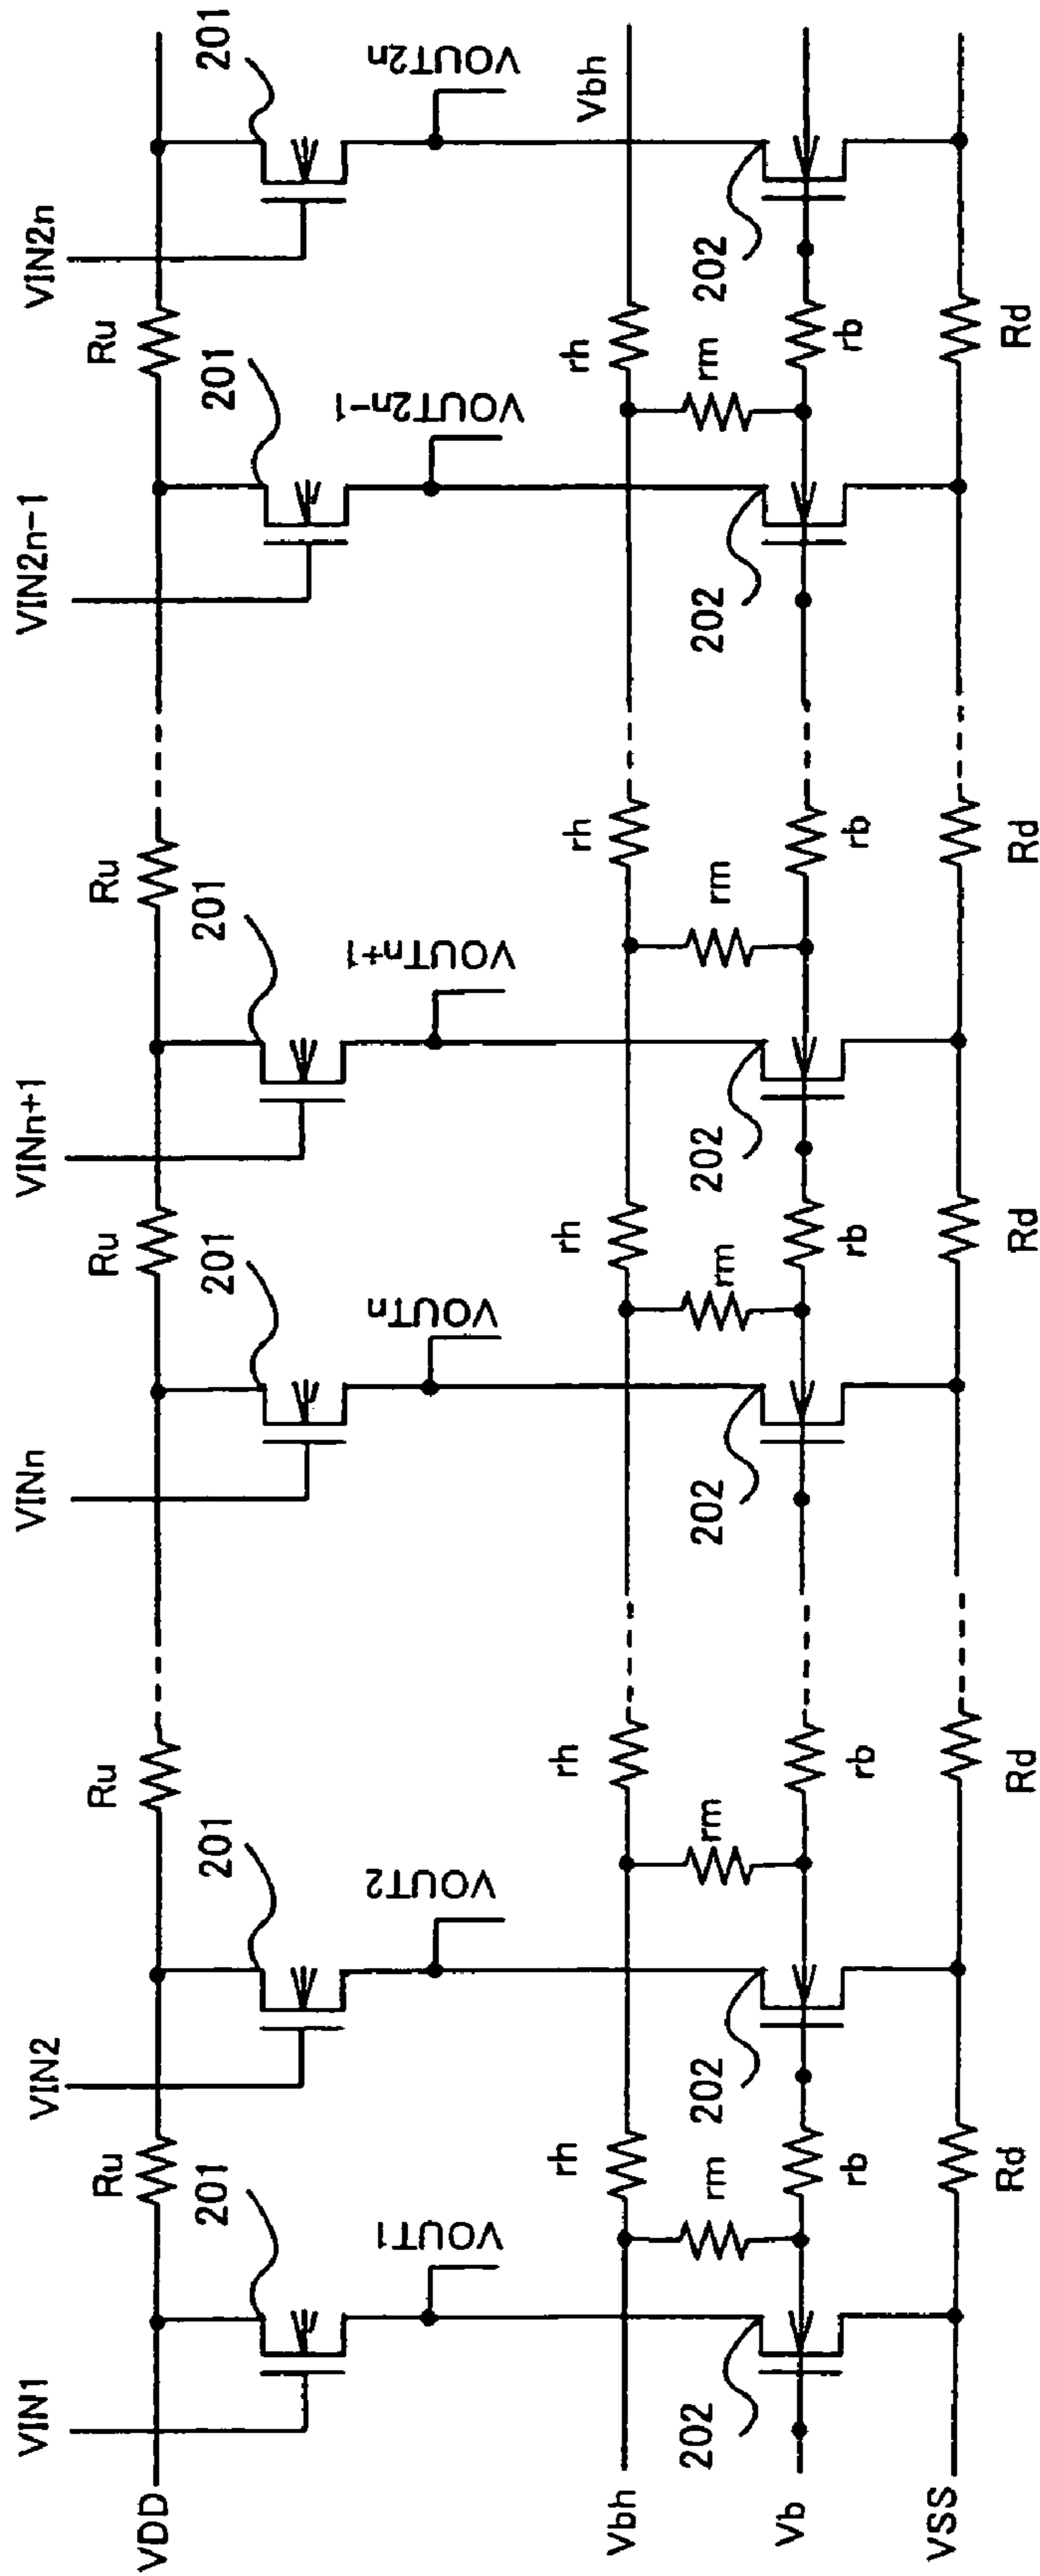 VIN1
VIN2
VINn
VINn+1
VIN2n-1
VIN2n
VDD
Ru
Ru
Ru
Ru
Ru
201
201
201
201
201
201
VOUT1
VOUT2
VOUTn
VOUTn+1
VOUT2n-1
VOUT2n
Vbh
rh
rh
rh
rh
rh
Vbh
202
202
202
202
202
202
rm
rm
rm
rm
rm
Vb
rb
rb
rb
rb
rb
VSS
Rd
Rd
Rd
Rd
Rd